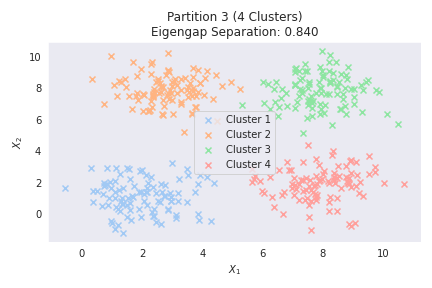 Partition 3 (4 Clusters)
Eigengap Separation: 0.840
10
8
6
4
2
0
X₂
Cluster 1
Cluster 2
Cluster 3
Cluster 4
0 2 4 6 8 10
X₁